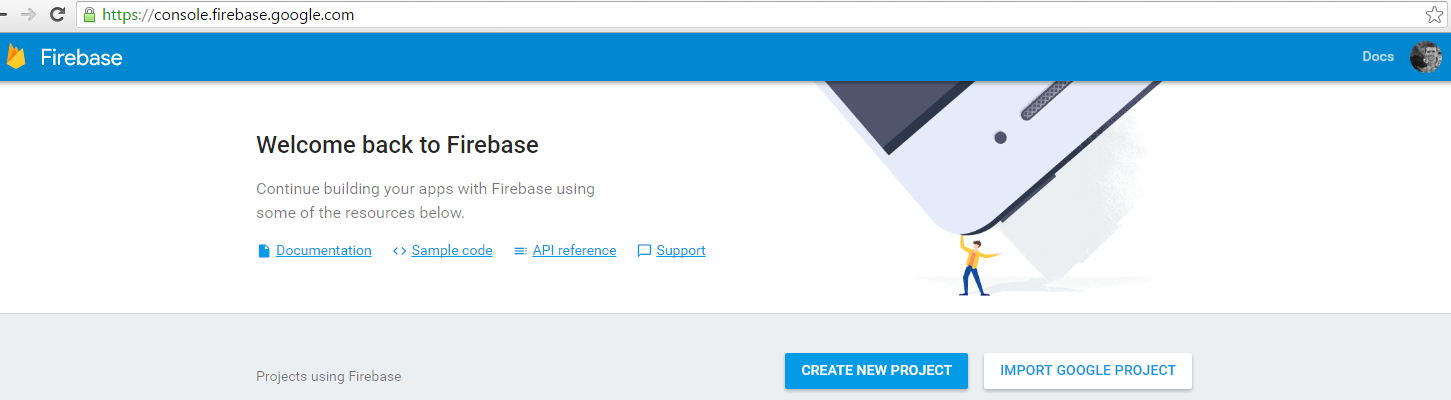 https://console.firebase.google.com
Firebase
Docs
Welcome back to Firebase
Continue building your apps with Firebase using
some of the resources below.
Documentation Sample code API reference Support
Projects using Firebase
CREATE NEW PROJECT
IMPORT GOOGLE PROJECT